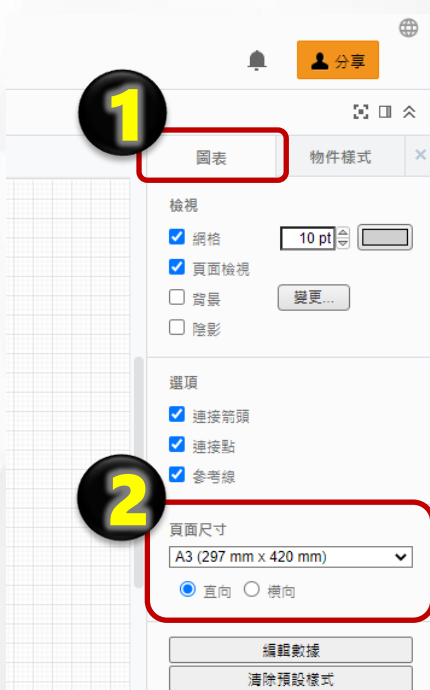 分享
1
圖表 物件樣式
檢視
網格 10 pt
頁面檢視
背景 變更...
陰影
選項
連接箭頭
連接點
參考線
2
頁面尺寸
A3 (297 mm x 420 mm)
直向 橫向
編輯數據
清除預設樣式